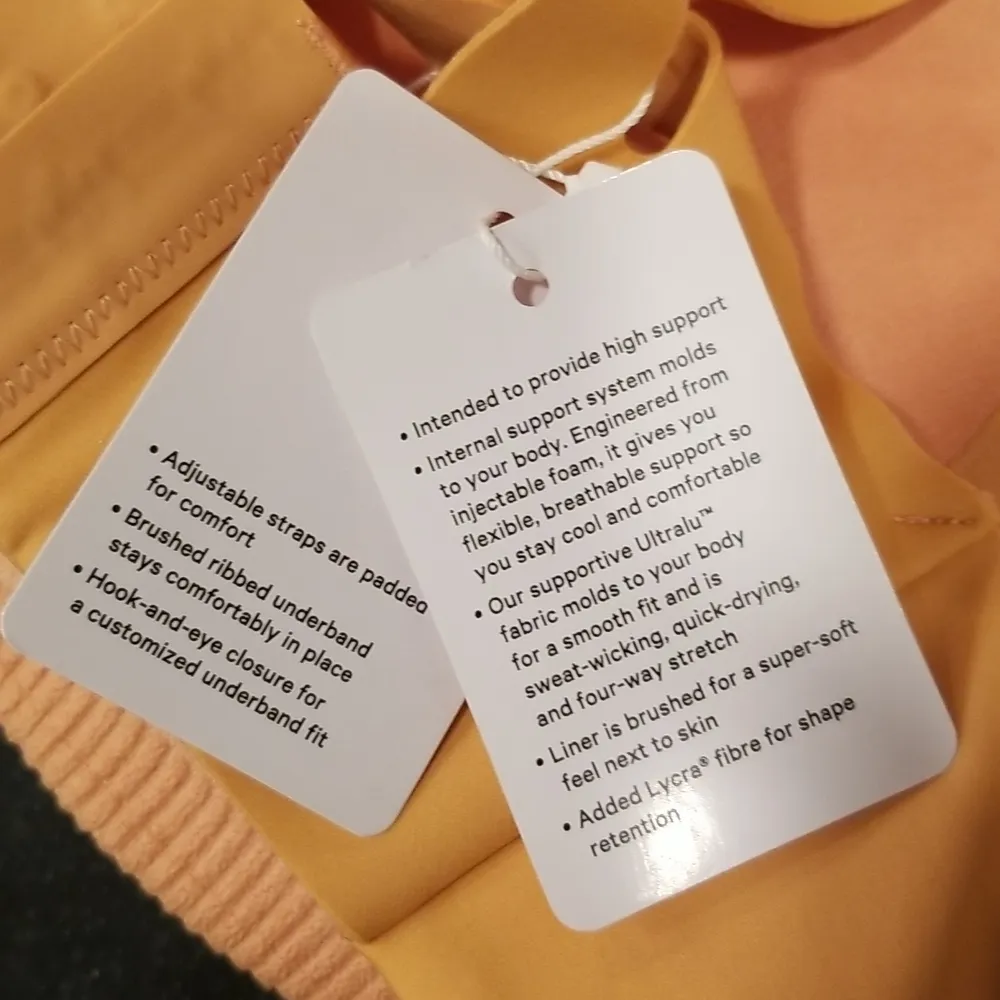 • Adjustable straps are padded
for comfort
• Brushed ribbed underband
stays comfortably in place
• Hook-and-eye closure for
a customized underband fit
• Intended to provide high support
• Internal support system molds
to your body. Engineered from
injectable foam, it gives you
flexible, breathable support so
you stay cool and comfortable
• Our supportive Ultralu™
fabric molds to your body
for a smooth fit and is
sweat-wicking, quick-drying,
and four-way stretch
• Liner is brushed for a super-soft
feel next to skin
• Added Lycra® fibre for shape
retention